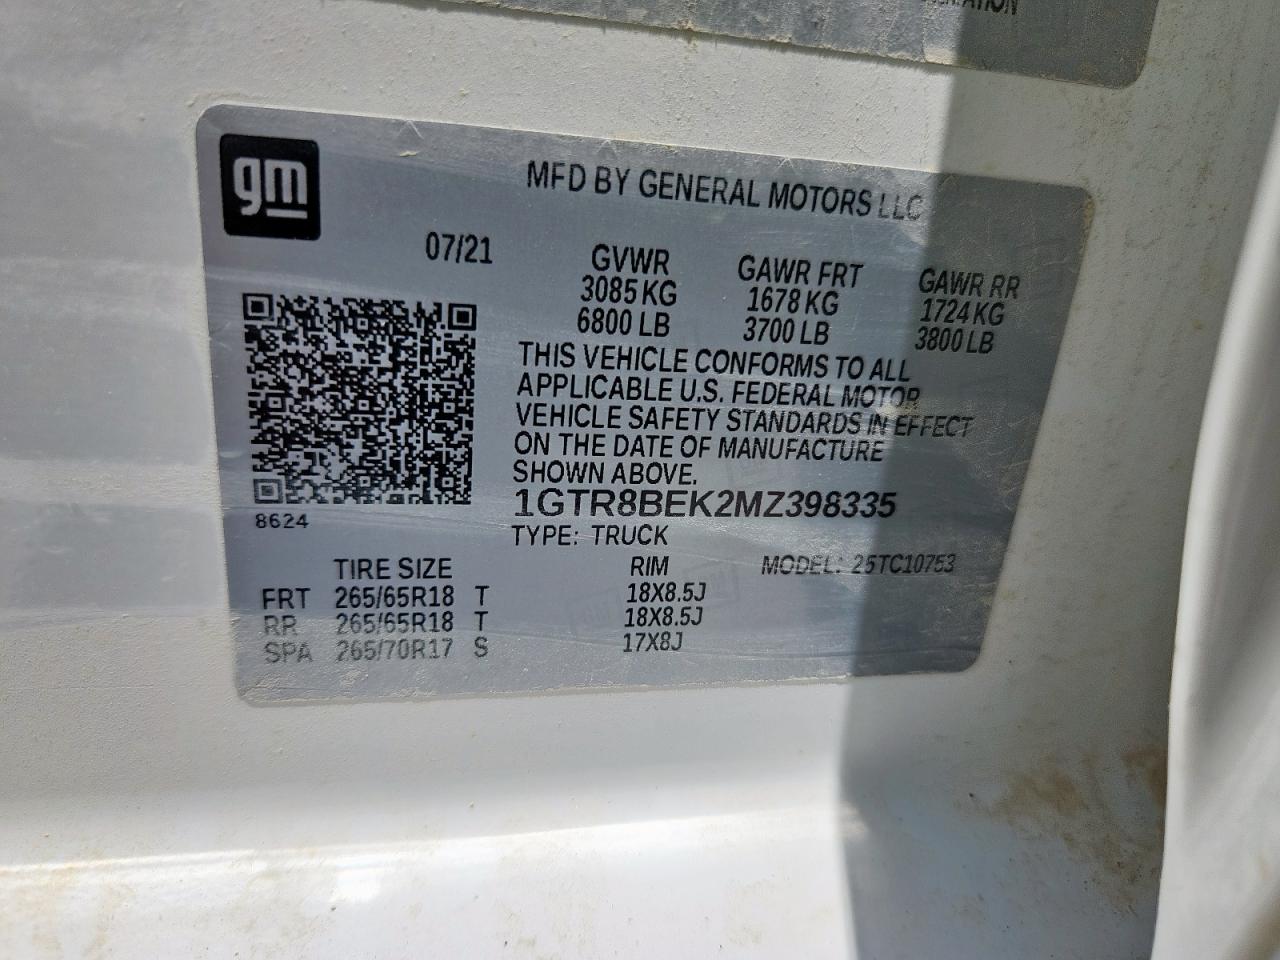 gm
MFD BY GENERAL MOTORS LLC
07/21
GVWR GAWR FRT GAWR RR
3085 KG 1678 KG 1724 KG
6800 LB 3700 LB 3800 LB
THIS VEHICLE CONFORMS TO ALL
APPLICABLE U.S. FEDERAL MOTOR
VEHICLE SAFETY STANDARDS IN EFFECT
ON THE DATE OF MANUFACTURE
SHOWN ABOVE.
1GTR8BEK2MZ398335
8624
TYPE: TRUCK
MODEL: 25TC10753
TIRE SIZE RIM
FRT 265/65R18 T 18X8.5J
RR 265/65R18 T 18X8.5J
SPA 265/70R17 S 17X8J